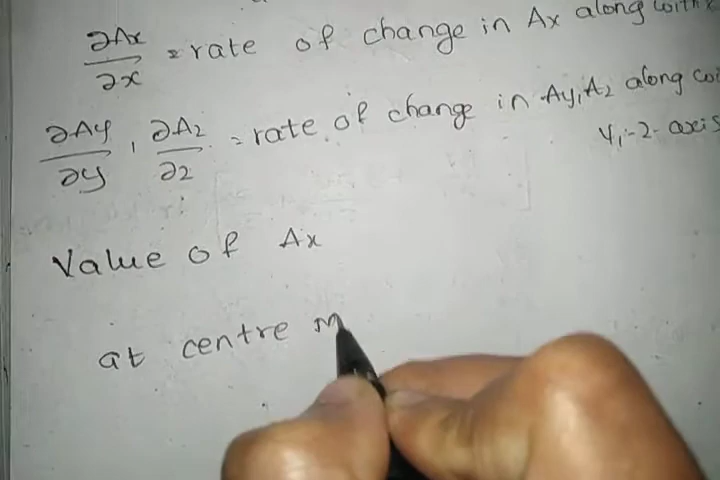 ∂Ax/∂x = rate of change in Ax along with
∂Ay/∂y, ∂Az/∂z = rate of change in Ay, Az along
y, - z - axis
Value of Ax
at centre